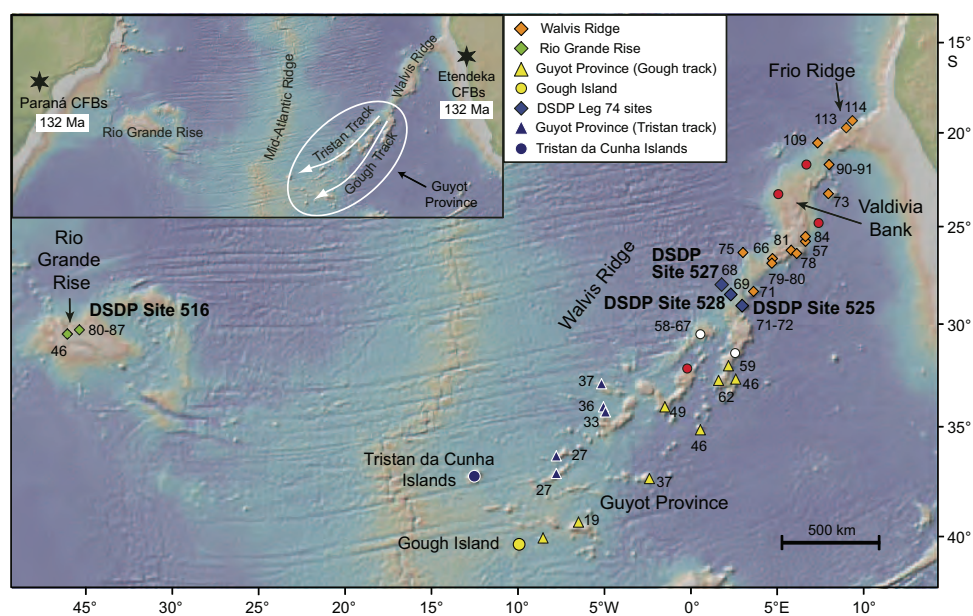 Paraná CFBs
132 Ma
Rio Grande Rise
Mid-Atlantic Ridge
Walvis Ridge
Etendeka
CFBs
132 Ma
Tristan Track
Gough Track
Guyot
Province
Walvis Ridge
Rio Grande Rise
Guyot Province (Gough track)
Gough Island
DSDP Leg 74 sites
Guyot Province (Tristan track)
Tristan da Cunha Islands
15°
S
Frio Ridge
114
113
20°
109
90-91
73
Valdivia
Bank
25°
84
81
57
66
75
78
79-80
Rio
Grande
Rise
Walvis Ridge
DSDP
Site 527
68
69
71
DSDP Site 528
DSDP Site 525
71-72
DSDP Site 516
80-87
46
58-67
30°
59
46
62
37
36
33
49
46
35°
Tristan da Cunha
Islands
27
27
37
Guyot Province
19
Gough Island
500 km
40°
45°
35°
30°
20°
15°
10°
5°W
0°
5°E
10°